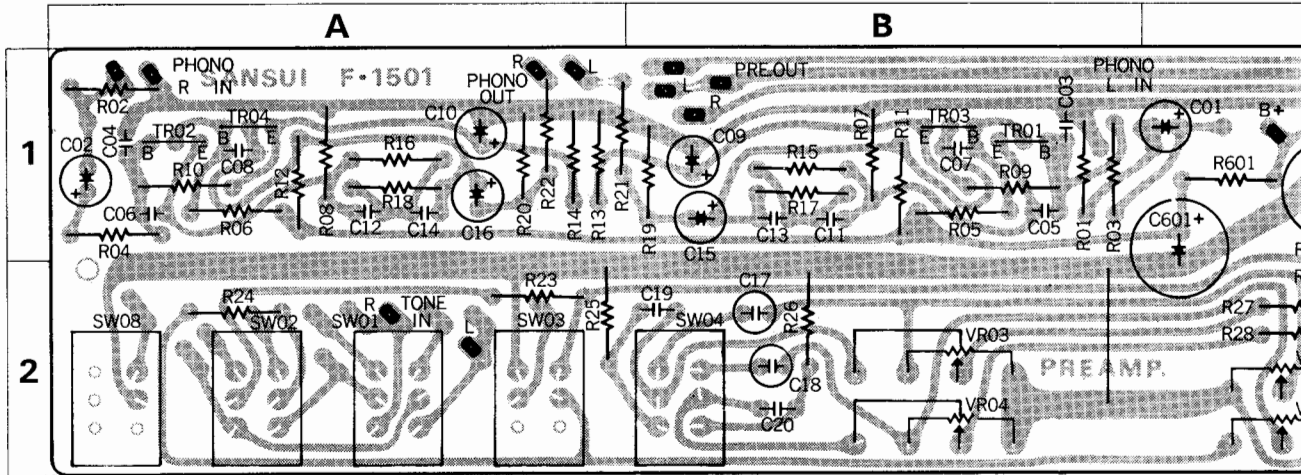 A B
1
2
PHONO
R IN
SANSUI F-1501
PHONO
OUT
R
L
PRE.OUT
L
R
PHONO
L IN
B+
R02
C04
C02
TR02
TR04
B E
B E
C08
R10
C06
R04
R06
R12
R08
R16
R18
C12
C14
C10
C16
R20
R22
R14
R13
R21
R19
C09
C15
R15
R17
C13
C11
R07
R11
TR03
TR01
E B
E B
C07
R09
R05
C05
C03
R01
R03
C01
R601
C601
R24
SW08
SW02
SW01
R TONE
IN
L
R23
SW03
R25
C19
SW04
C17
R26
C18
C20
VR03
VR04
PREAMP.
R27
R28